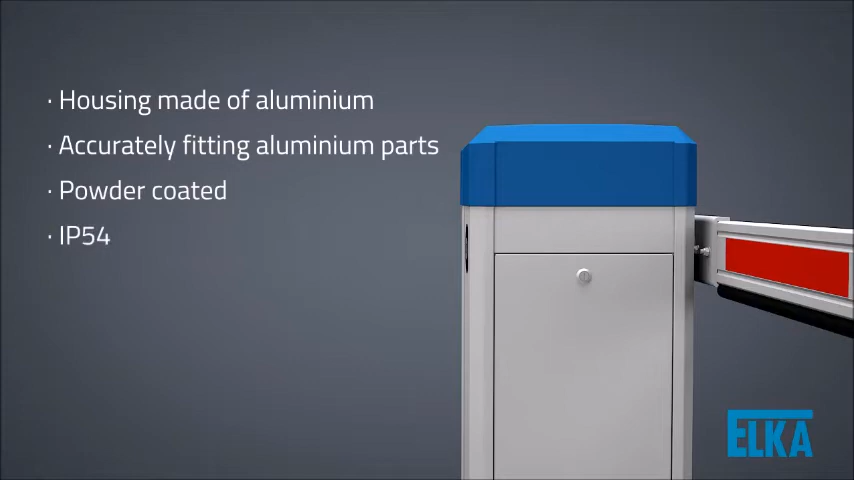 · Housing made of aluminium
· Accurately fitting aluminium parts
· Powder coated
· IP54
ELKA